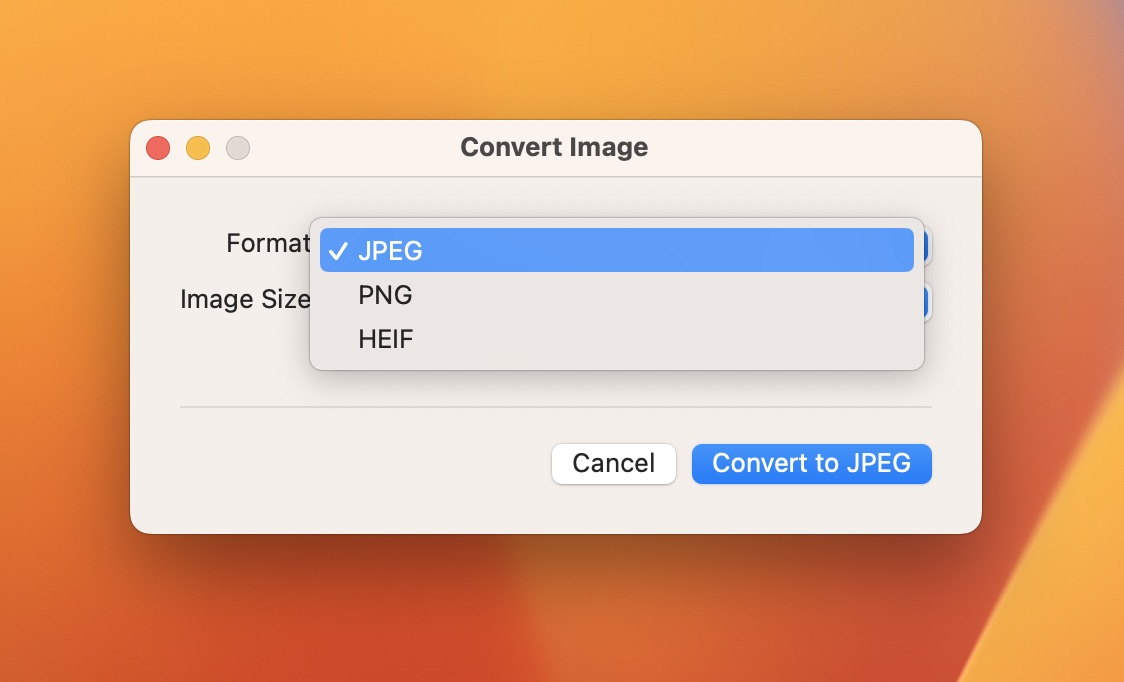 Convert Image
Format
✓ JPEG
Image Size
PNG
HEIF
Cancel
Convert to JPEG